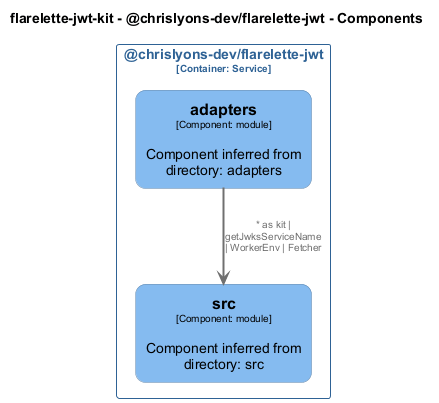 flarelette-jwt-kit - @chrislyons-dev/flarelette-jwt - Components
@chrislyons-dev/flarelette-jwt
[Container: Service]
adapters
[Component: module]
Component inferred from
directory: adapters
* as kit |
getJwksServiceName
| WorkerEnv | Fetcher
src
[Component: module]
Component inferred from
directory: src